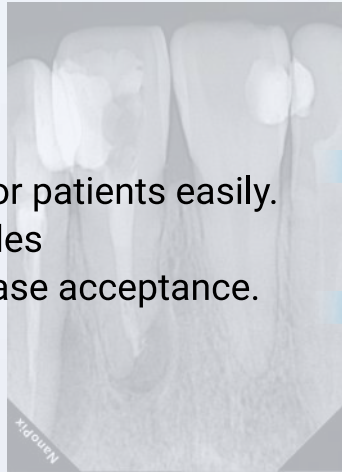 or patients easily.
les
ase acceptance.
NanoPix